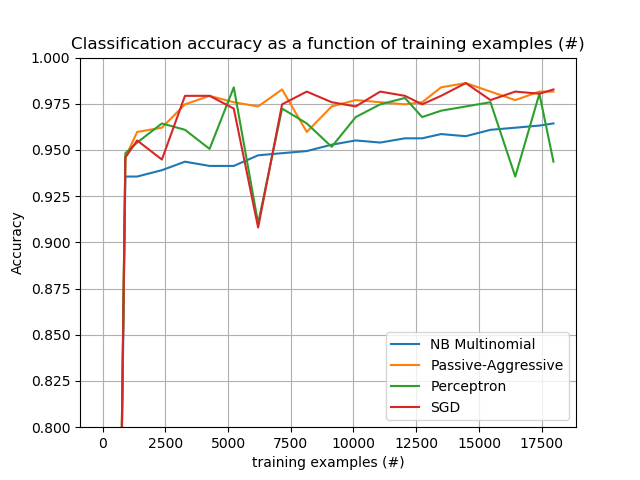 Classification accuracy as a function of training examples (#)
1.000
0.975
0.950
0.925
0.900
0.875
0.850
0.825
0.800
Accuracy
NB Multinomial
Passive-Aggressive
Perceptron
SGD
0 2500 5000 7500 10000 12500 15000 17500
training examples (#)